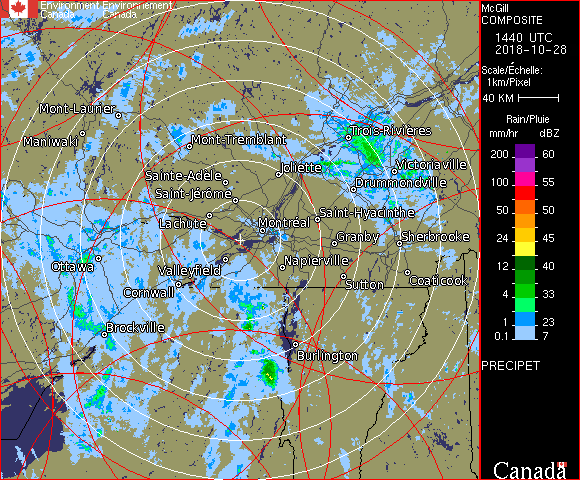 Environment Environnement
Canada Canada
McGill
COMPOSITE
1440 UTC
2018-10-28
Scale/Échelle:
1km/Pixel
40 KM
Rain/Pluie
mm/hr dBZ
200 60
100 55
50 50
24 45
12 40
4 33
2 30
1 23
0.1 7
PRECIPET
Canada
Mont-Laurier
Maniwaki
Mont-Tremblant
Trois-Rivières
Joliette
Victoriaville
Sainte-Adèle
Drummondville
Saint-Jérôme
Lachute
Montréal
Saint-Hyacinthe
Granby
Sherbrooke
Ottawa
Valleyfield
Napierville
Cornwall
Sutton
Coaticook
Brockville
Burlington